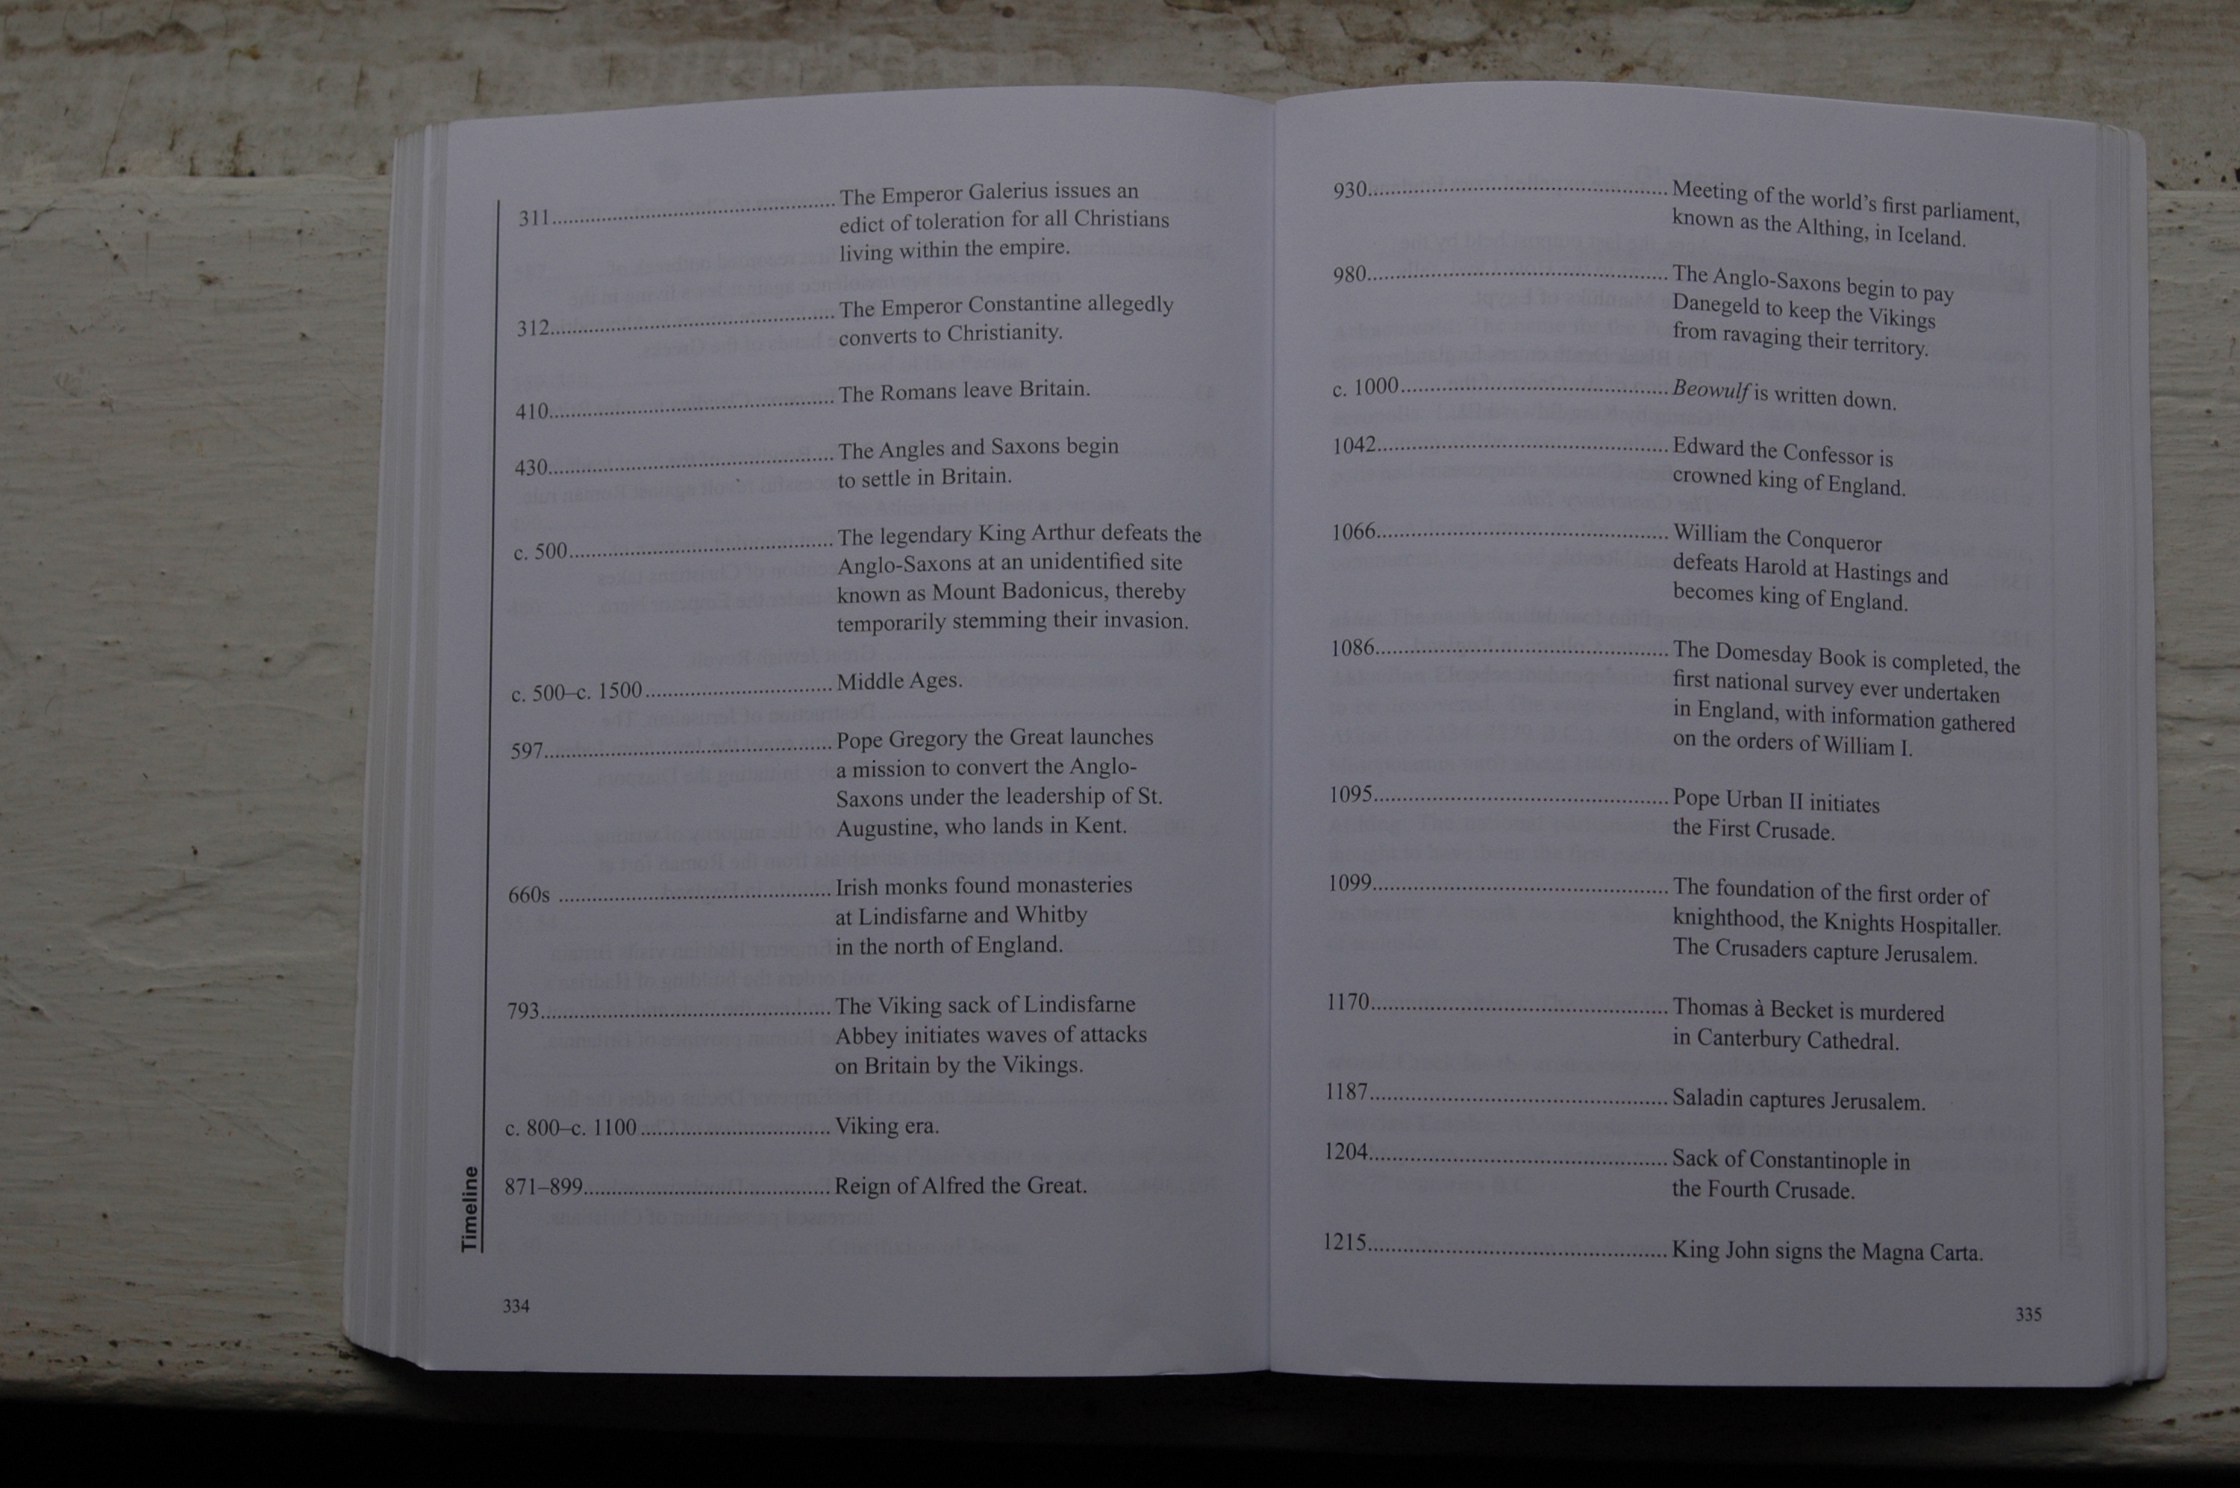 311........................................The Emperor Galerius issues an
edict of toleration for all Christians
living within the empire.
312........................................The Emperor Constantine allegedly
converts to Christianity.
410........................................The Romans leave Britain.
430........................................The Angles and Saxons begin
to settle in Britain.
c. 500.....................................The legendary King Arthur defeats the
Anglo-Saxons at an unidentified site
known as Mount Badonicus, thereby
temporarily stemming their invasion.
c. 500–c. 1500...........................Middle Ages.
597........................................Pope Gregory the Great launches
a mission to convert the Anglo-
Saxons under the leadership of St.
Augustine, who lands in Kent.
660s .......................................Irish monks found monasteries
at Lindisfarne and Whitby
in the north of England.
793........................................The Viking sack of Lindisfarne
Abbey initiates waves of attacks
on Britain by the Vikings.
c. 800–c. 1100...........................Viking era.
871–899...................................Reign of Alfred the Great.
Timeline
334
930........................................Meeting of the world’s first parliament,
known as the Althing, in Iceland.
980........................................The Anglo-Saxons begin to pay
Danegeld to keep the Vikings
from ravaging their territory.
c. 1000....................................Beowulf is written down.
1042.......................................Edward the Confessor is
crowned king of England.
1066.......................................William the Conqueror
defeats Harold at Hastings and
becomes king of England.
1086.......................................The Domesday Book is completed, the
first national survey ever undertaken
in England, with information gathered
on the orders of William I.
1095.......................................Pope Urban II initiates
the First Crusade.
1099.......................................The foundation of the first order of
knighthood, the Knights Hospitaller.
The Crusaders capture Jerusalem.
1170.......................................Thomas à Becket is murdered
in Canterbury Cathedral.
1187.......................................Saladin captures Jerusalem.
1204.......................................Sack of Constantinople in
the Fourth Crusade.
1215.......................................King John signs the Magna Carta.
335